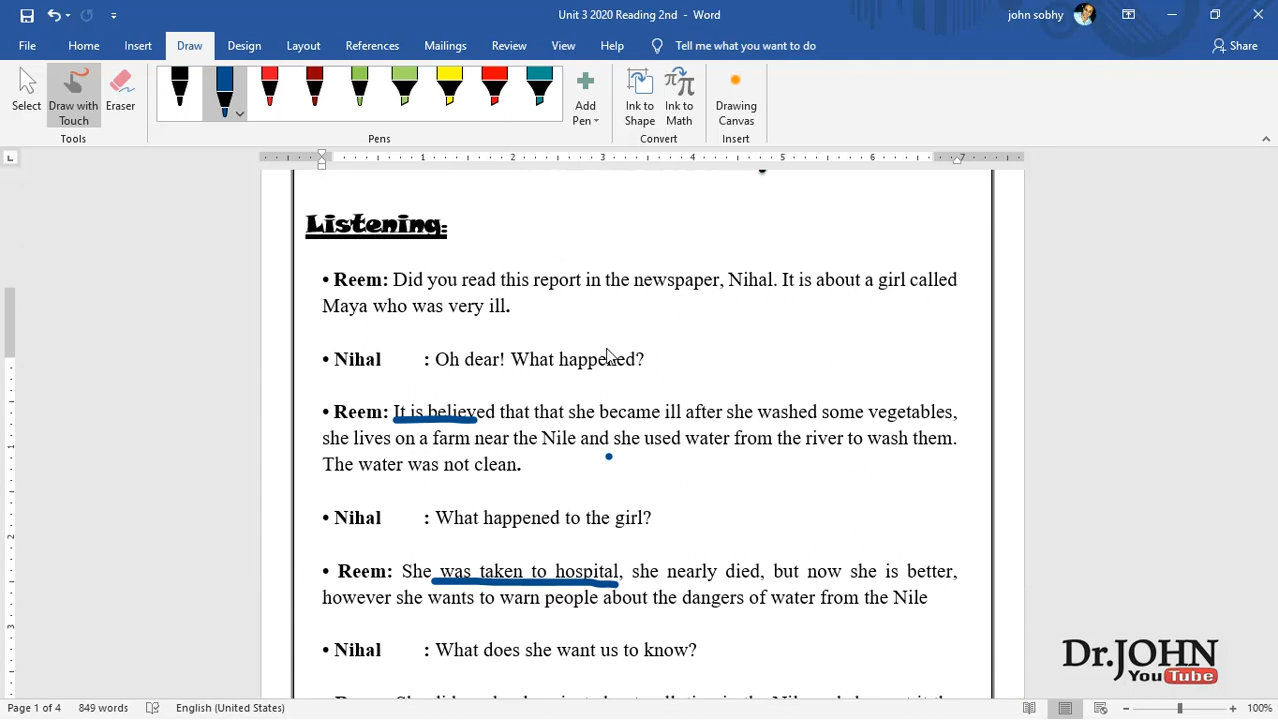 Unit 3 2020 Reading 2nd - Word
john sobhy
File Home Insert Draw Design Layout References Mailings Review View Help Tell me what you want to do Share
Select Draw with Touch Eraser Add Pen Ink to Shape Ink to Math Drawing Canvas
Tools Pens Convert Insert
1 2 3 4 5 6 7
Listening:
• Reem: Did you read this report in the newspaper, Nihal. It is about a girl called
Maya who was very ill.
• Nihal : Oh dear! What happened?
• Reem: It is believed that that she became ill after she washed some vegetables,
she lives on a farm near the Nile and she used water from the river to wash them.
The water was not clean.
• Nihal : What happened to the girl?
• Reem: She was taken to hospital, she nearly died, but now she is better,
however she wants to warn people about the dangers of water from the Nile
• Nihal : What does she want us to know?
Dr.JOHN
YouTube
Page 1 of 4 849 words English (United States) 100%